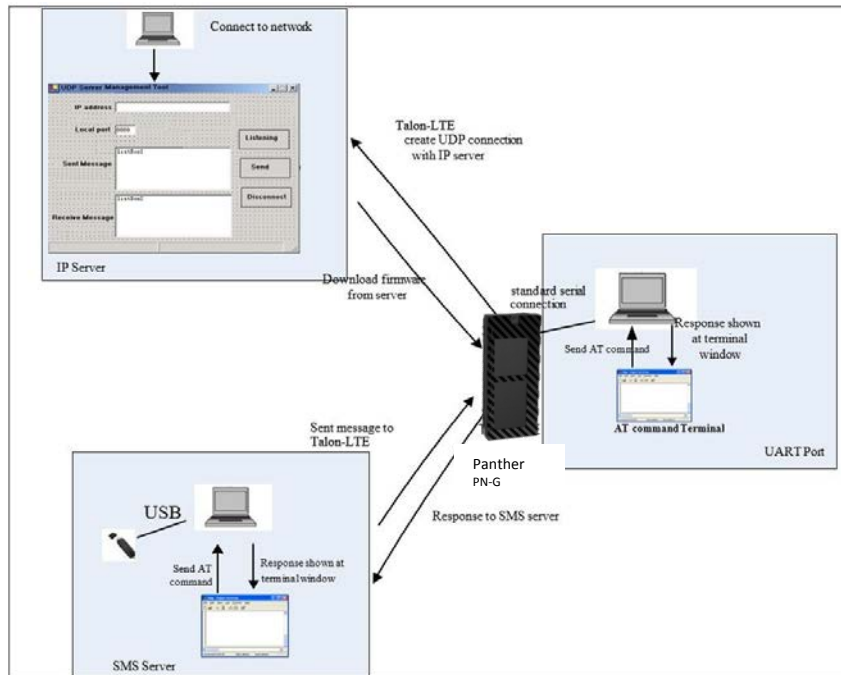 Connect to network
UDP Server Management Tool
IP address
Local port
Listening
Sent Message
Send
Disconnect
Receive Message
IP Server
Talon-LTE
create UDP connection
with IP server
Download firmware
from server
standard serial
connection
Send AT command
Response shown
at terminal
window
AT command Terminal
UART Port
Panther
PN-G
Sent message to
Talon-LTE
Response to SMS server
USB
Send AT
command
Response shown at
terminal window
SMS Server